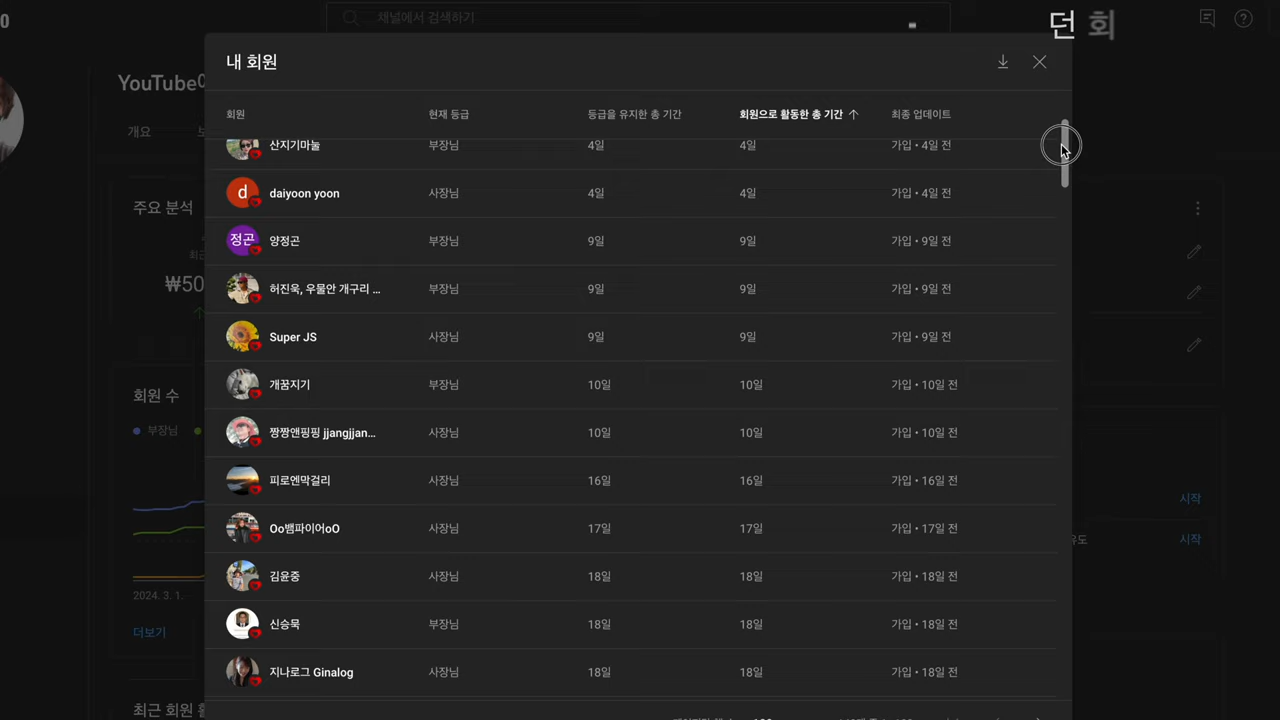 0
채널에서 검색하기
던 회
내 회원
YouTube
개요
회원 현재 등급 등급을 유지한 총 기간 회원으로 활동한 총 기간 최종 업데이트
산지기마눌 부장님 4일 4일 가입 • 4일 전
d daiyoon yoon 사장님 4일 4일 가입 • 4일 전
정곤 양정곤 부장님 9일 9일 가입 • 9일 전
허진욱, 우물안 개구리 ... 부장님 9일 9일 가입 • 9일 전
Super JS 사장님 9일 9일 가입 • 9일 전
개꿈지기 부장님 10일 10일 가입 • 10일 전
짱짱앤핑핑 jjangjjan... 사장님 10일 10일 가입 • 10일 전
피로엔막걸리 사장님 16일 16일 가입 • 16일 전
Oo뱀파이어oO 사장님 17일 17일 가입 • 17일 전
김윤중 사장님 18일 18일 가입 • 18일 전
신승묵 부장님 18일 18일 가입 • 18일 전
지나로그 Ginalog 사장님 18일 18일 가입 • 18일 전
주요 분석
₩50
회원 수
부장님
2024. 3. 1.
더보기
최근 회원
시작
유도 시작